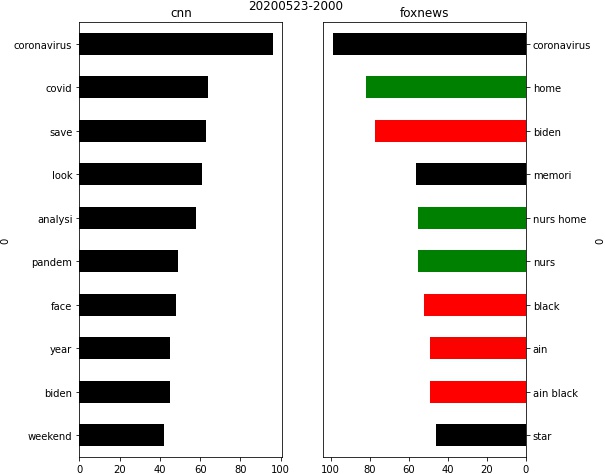 20200523-2000
cnn
foxnews
coronavirus
covid
save
look
analysi
pandem
face
year
biden
weekend
0
0 20 40 60 80 100
coronavirus
home
biden
memori
nurs home
nurs
black
ain
ain black
star
0
100 80 60 40 20 0